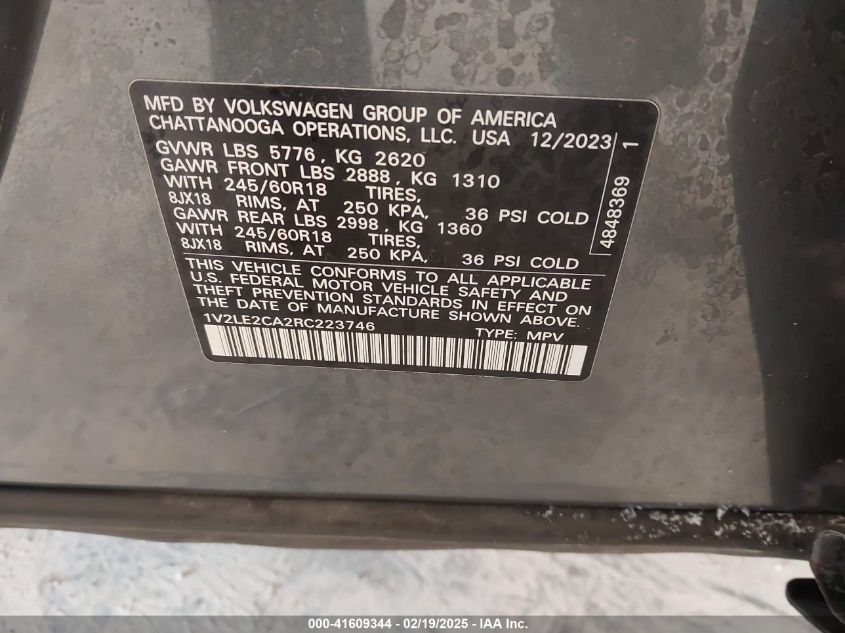 MFD BY VOLKSWAGEN GROUP OF AMERICA
CHATTANOOGA OPERATIONS, LLC. USA 12/2023
GVWR LBS 5776, KG 2620
GAWR FRONT LBS 2888, KG 1310
WITH 245/60R18 TIRES,
8JX18 RIMS, AT 250 KPA, 36 PSI COLD
GAWR REAR LBS 2998, KG 1360
WITH 245/60R18 TIRES,
8JX18 RIMS, AT 250 KPA, 36 PSI COLD
THIS VEHICLE CONFORMS TO ALL APPLICABLE
U.S. FEDERAL MOTOR VEHICLE SAFETY AND
THEFT PREVENTION STANDARDS IN EFFECT ON
THE DATE OF MANUFACTURE SHOWN ABOVE.
1V2LE2CA2RC223746 TYPE: MPV
4848369 1
000-41609344 - 02/19/2025 - IAA Inc.